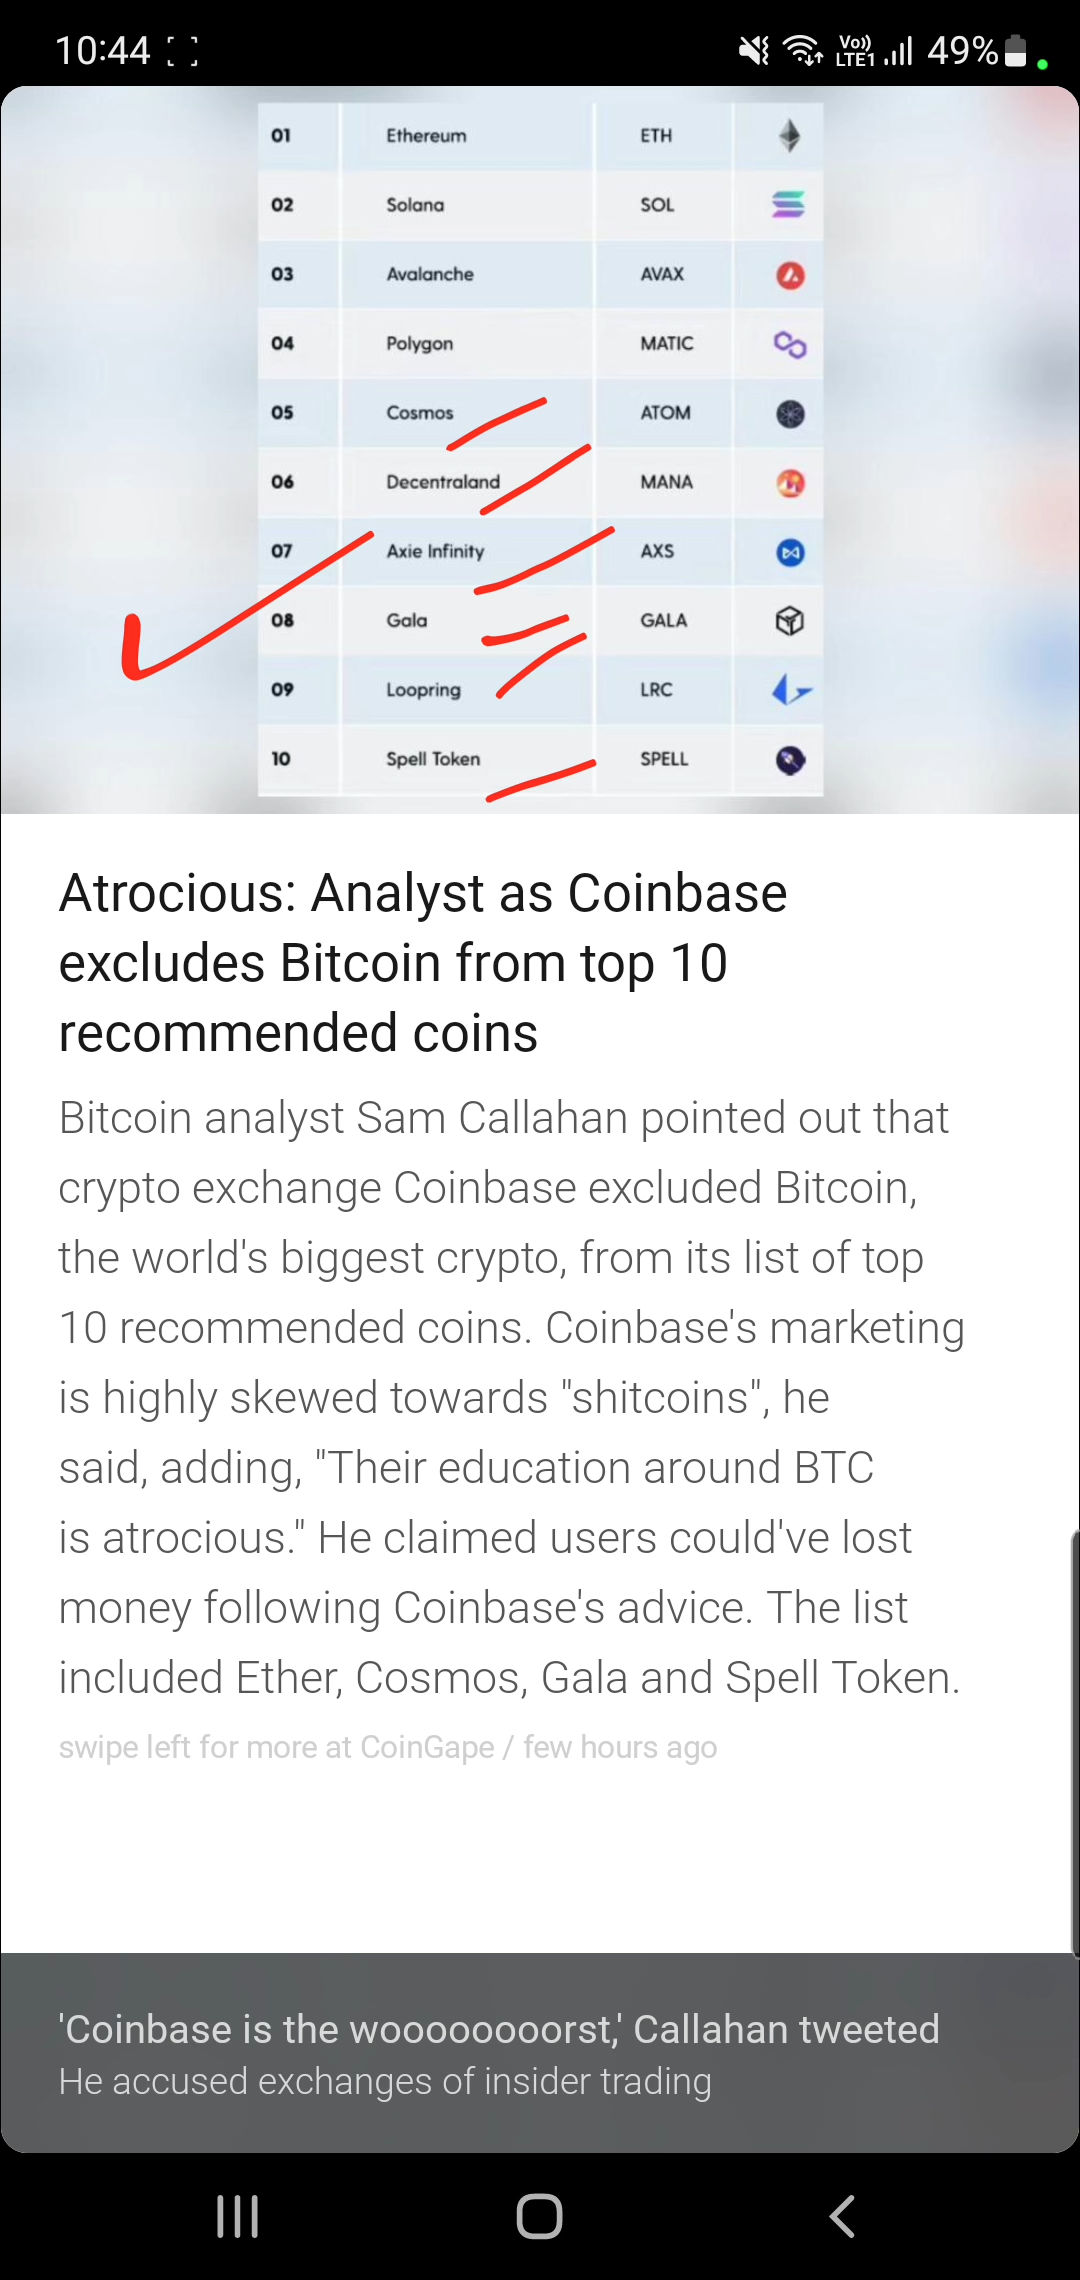 10:44 Vo)) LTE1 49%
01 Ethereum ETH
02 Solana SOL
03 Avalanche AVAX
04 Polygon MATIC
05 Cosmos ATOM
06 Decentraland MANA
07 Axie Infinity AXS
08 Gala GALA
09 Loopring LRC
10 Spell Token SPELL
Atrocious: Analyst as Coinbase
excludes Bitcoin from top 10
recommended coins
Bitcoin analyst Sam Callahan pointed out that
crypto exchange Coinbase excluded Bitcoin,
the world's biggest crypto, from its list of top
10 recommended coins. Coinbase's marketing
is highly skewed towards "shitcoins", he
said, adding, "Their education around BTC
is atrocious." He claimed users could've lost
money following Coinbase's advice. The list
included Ether, Cosmos, Gala and Spell Token.
swipe left for more at CoinGape / few hours ago
'Coinbase is the woooooooorst,' Callahan tweeted
He accused exchanges of insider trading